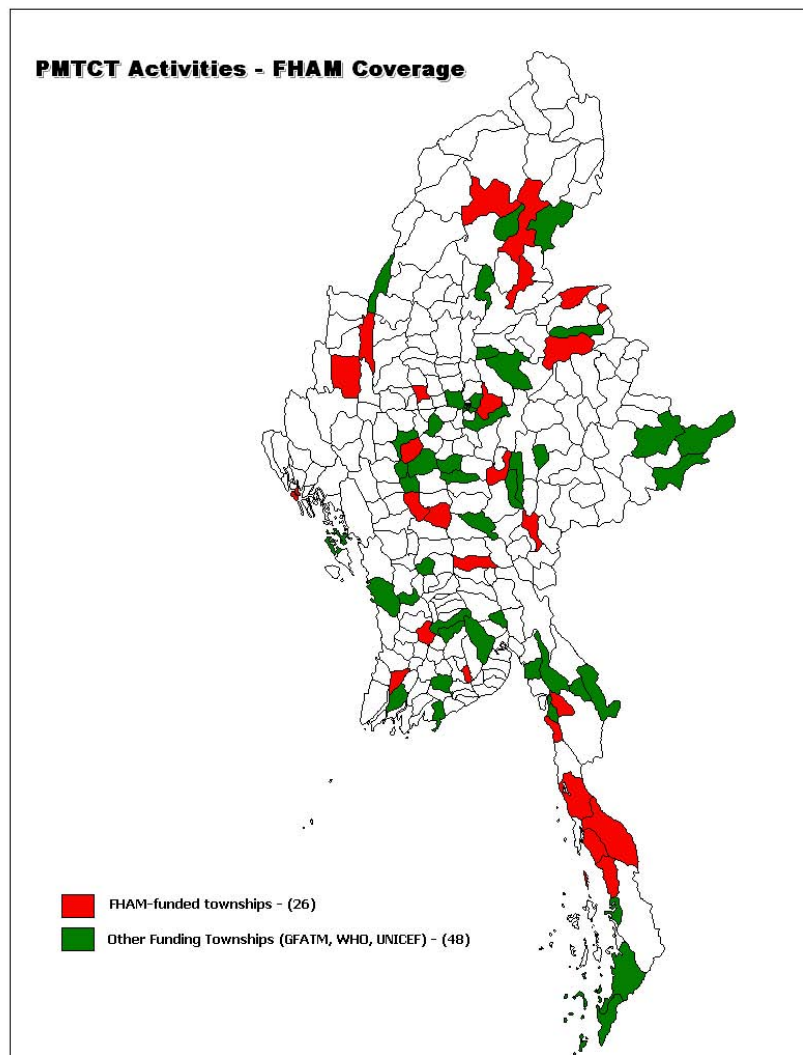 PMTCT Activities - FHAM Coverage
FHAM-funded townships - (26)
Other Funding Townships (GFATM, WHO, UNICEF) - (48)